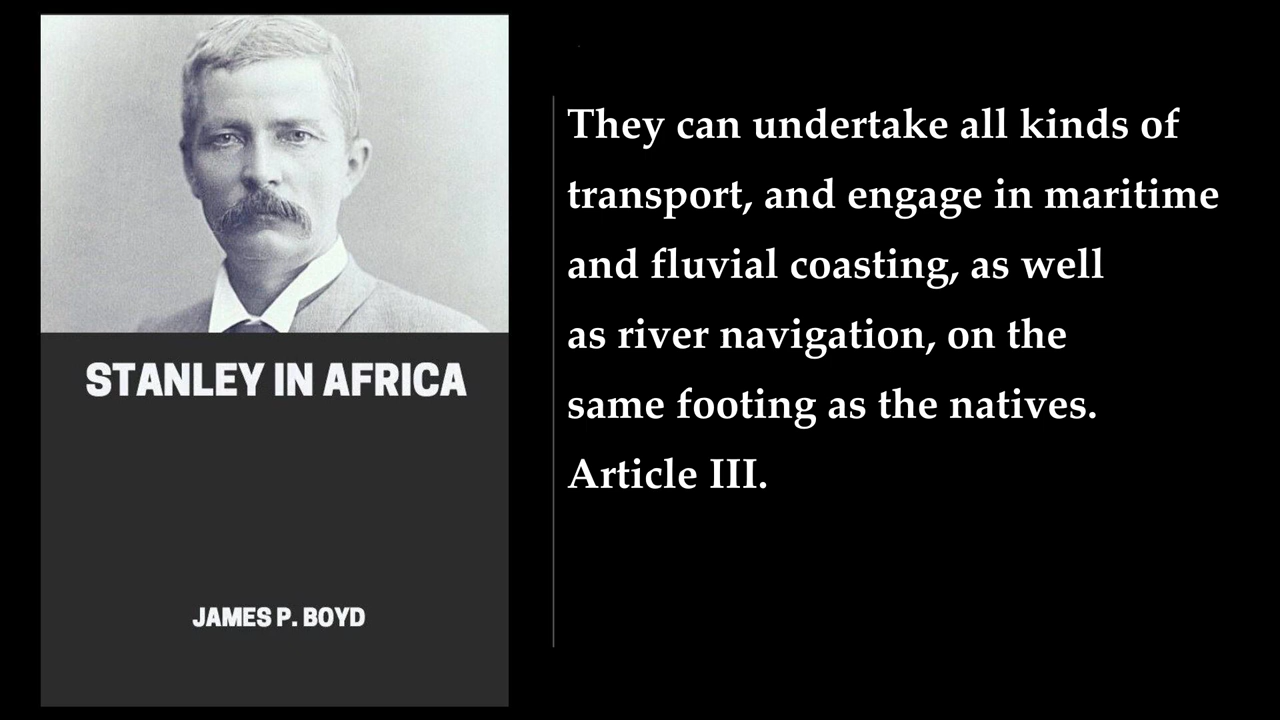 STANLEY IN AFRICA
JAMES P. BOYD
They can undertake all kinds of
transport, and engage in maritime
and fluvial coasting, as well
as river navigation, on the
same footing as the natives.
Article III.